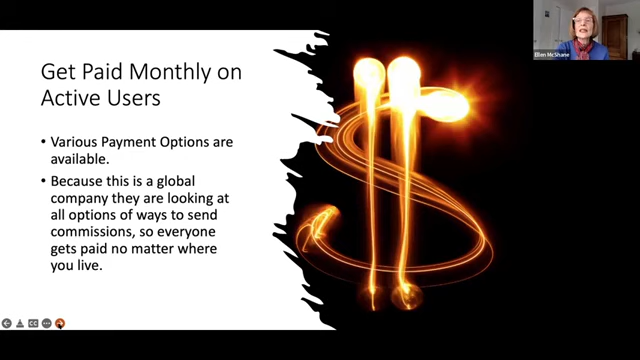 Get Paid Monthly on
Active Users
• Various Payment Options are
available.
• Because this is a global
company they are looking at
all options of ways to send
commissions, so everyone
gets paid no matter where
you live.
Ellen McShane